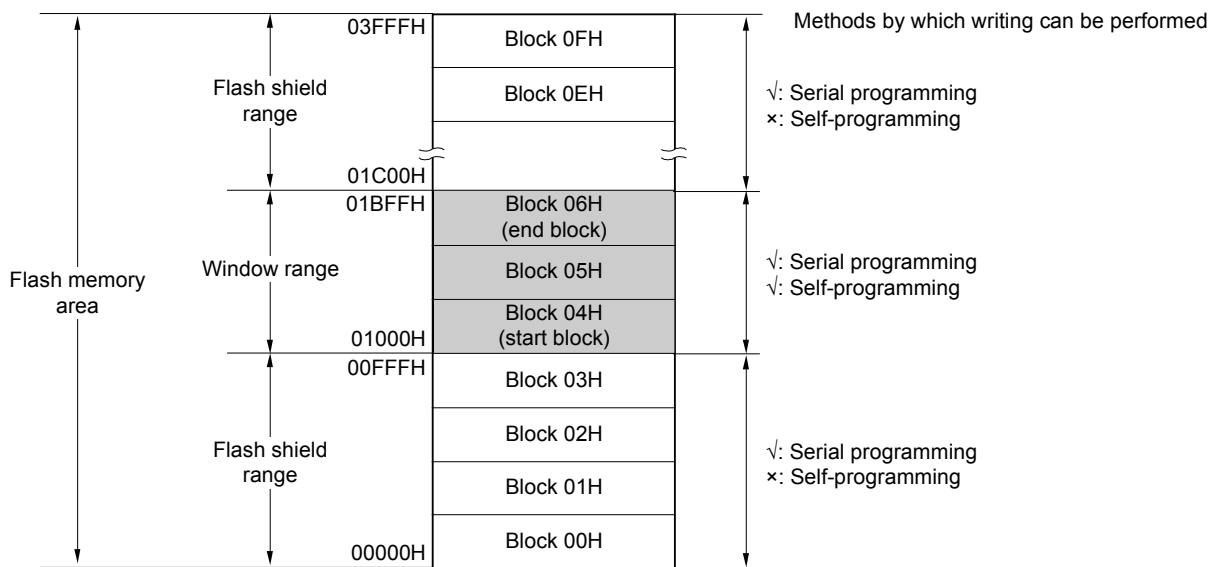 Methods by which writing can be performed
03FFFH
Block 0FH
Flash shield
range
Block 0EH
√: Serial programming
×: Self-programming
01C00H
01BFFH
Block 06H
(end block)
Flash memory
area
Window range
Block 05H
√: Serial programming
√: Self-programming
Block 04H
(start block)
01000H
00FFFH
Block 03H
Flash shield
range
Block 02H
√: Serial programming
×: Self-programming
Block 01H
Block 00H
00000H